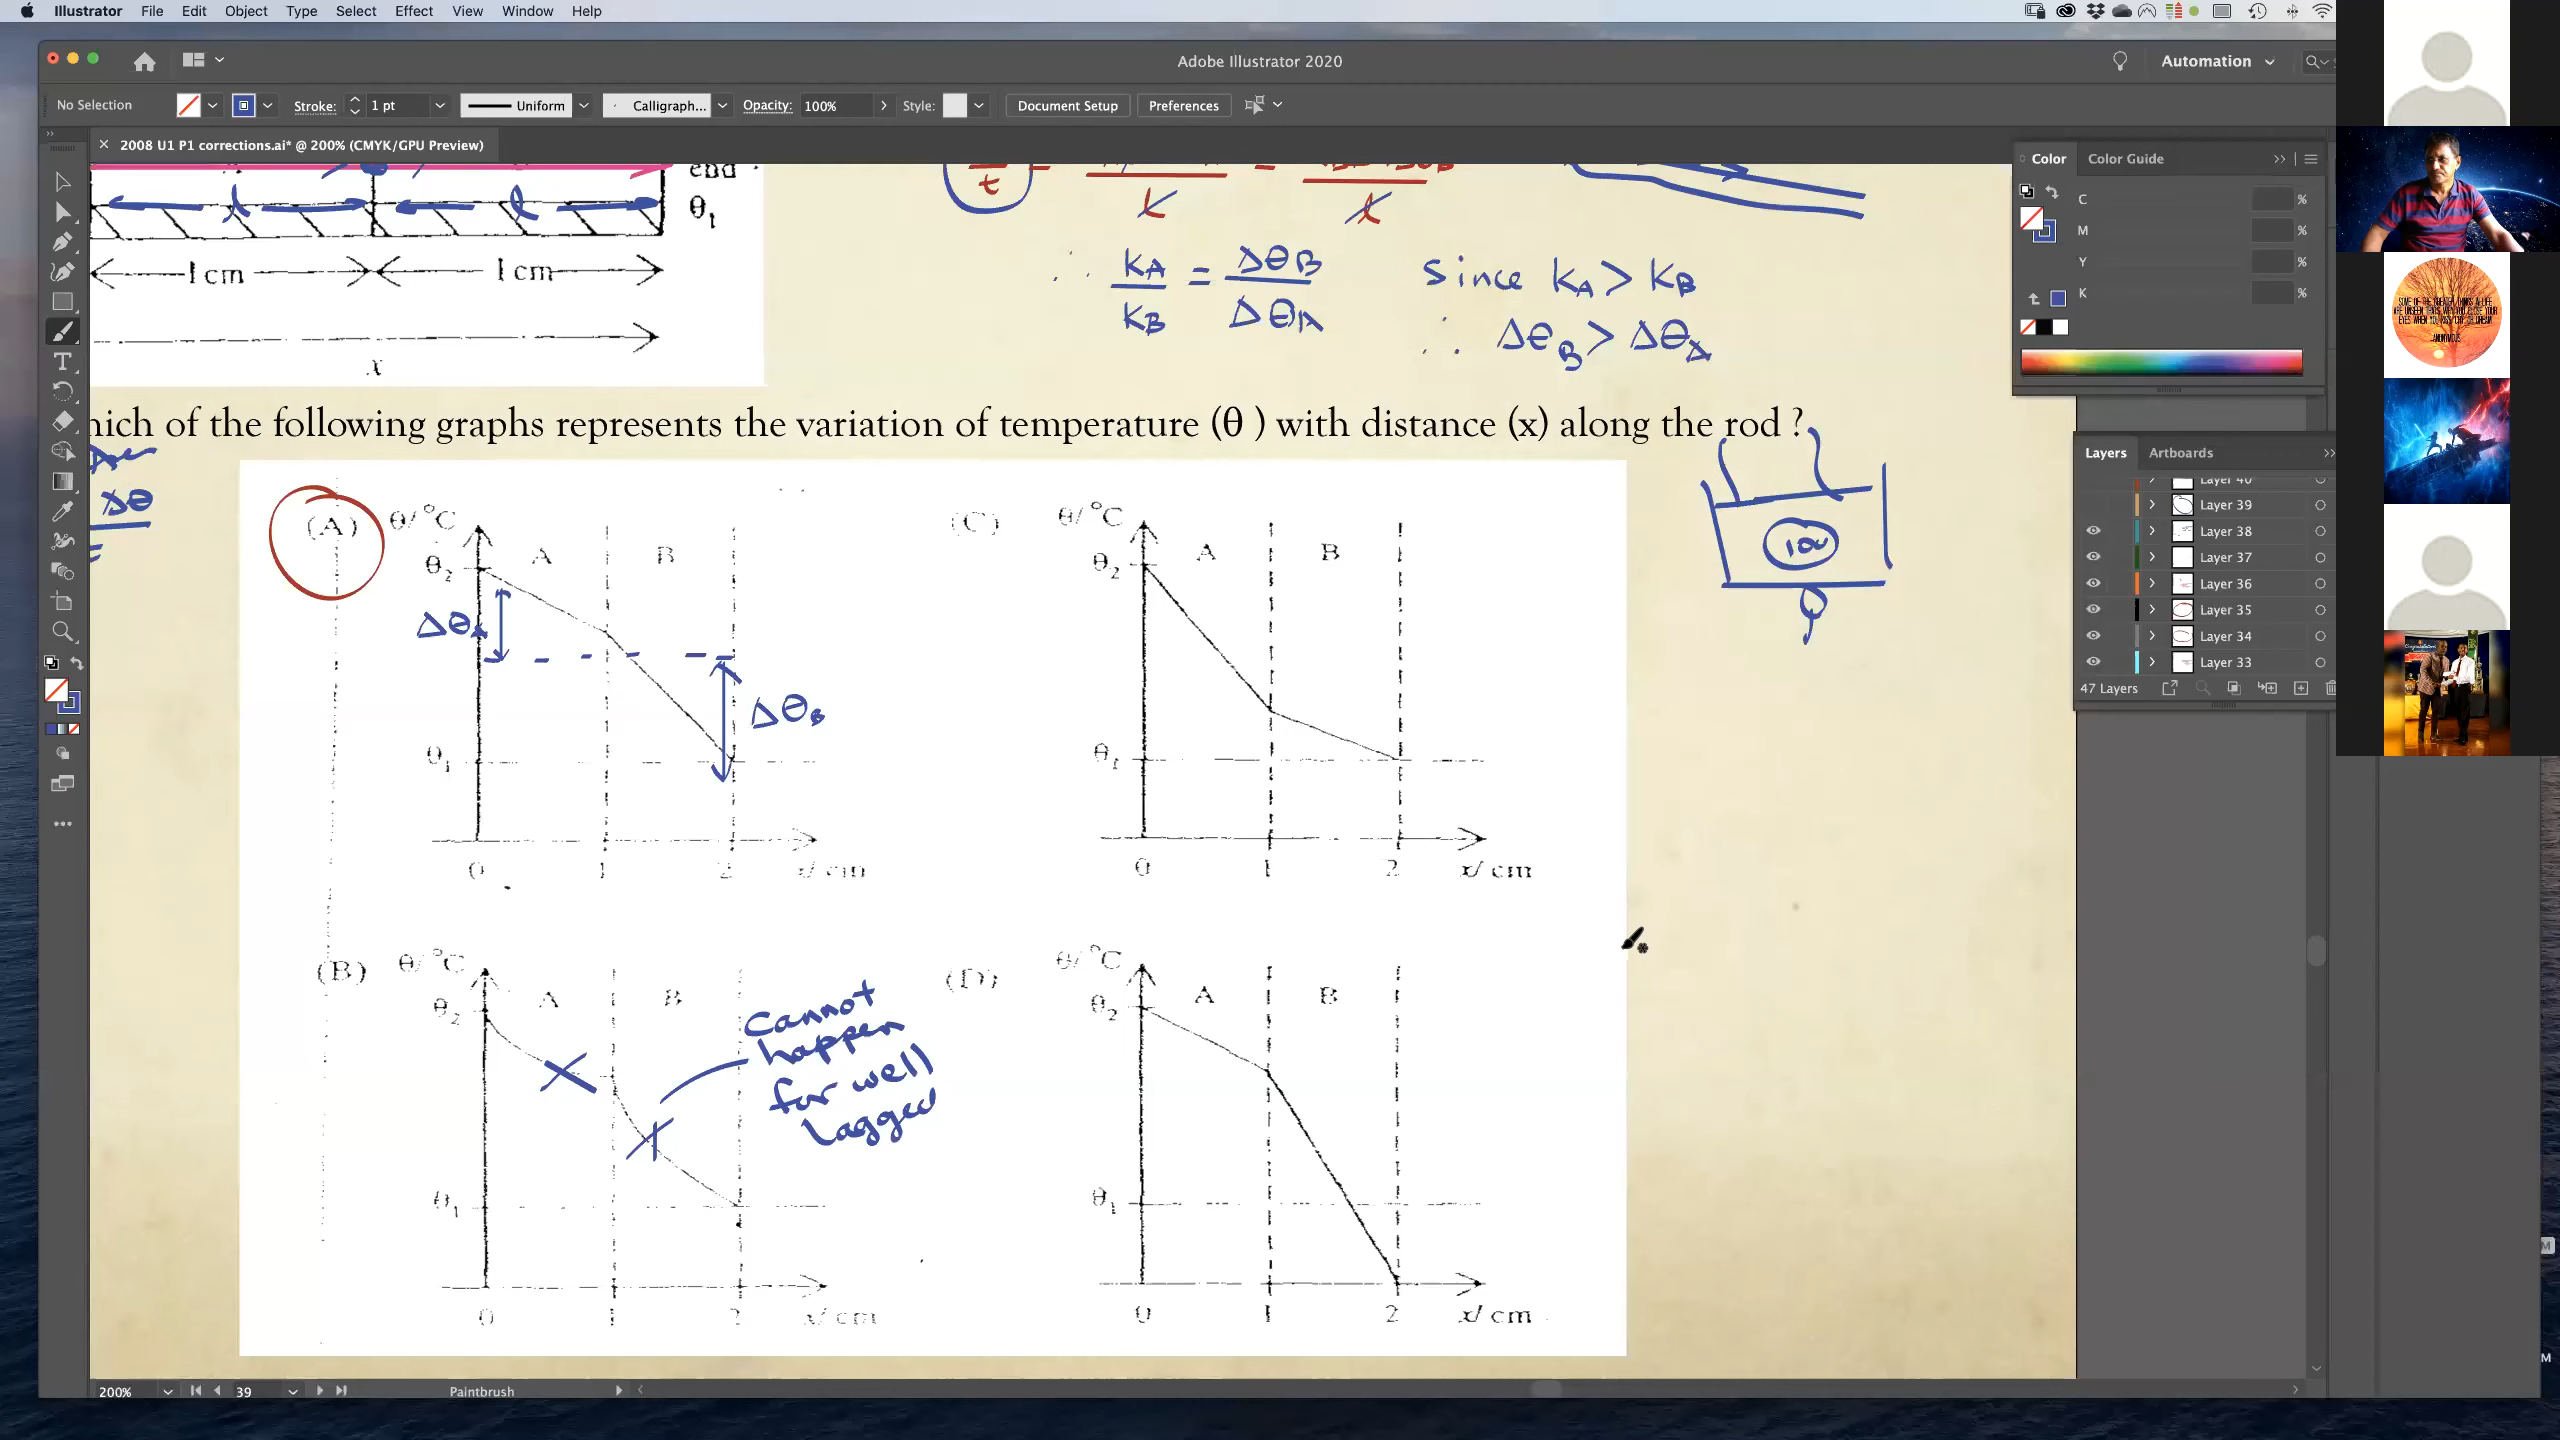 Illustrator File Edit Object Type Select Effect View Window Help
Adobe Illustrator 2020
Automation
No Selection Stroke: 1 pt Uniform Calligraph... Opacity: 100% Style: Document Setup Preferences
× 2008 U1 P1 corrections.ai* @ 200% (CMYK/GPU Preview)
Color Color Guide
C %
M %
Y %
K %
end
θ₁
l l
1 cm 1 cm
x
t
∴ kA/kB = ΔθB/ΔθA
Since kA > kB
∴ ΔθB > ΔθA
hich of the following graphs represents the variation of temperature (θ ) with distance (x) along the rod ?
Δθ
(A) θ/°C
θ₂
A B
ΔθA
ΔθB
θ₁
0 1 2 x/cm
(C) θ/°C
θ₂
A B
θ₁
0 1 2 x/cm
100
(B) θ/°C
θ₂
A B
Cannot
happen
for well
lagged
θ₁
0 1 2 x/cm
(D) θ/°C
θ₂
A B
θ₁
0 1 2 x/cm
Layers Artboards
Layer 40
Layer 39
Layer 38
Layer 37
Layer 36
Layer 35
Layer 34
Layer 33
47 Layers
200% 39 Paintbrush